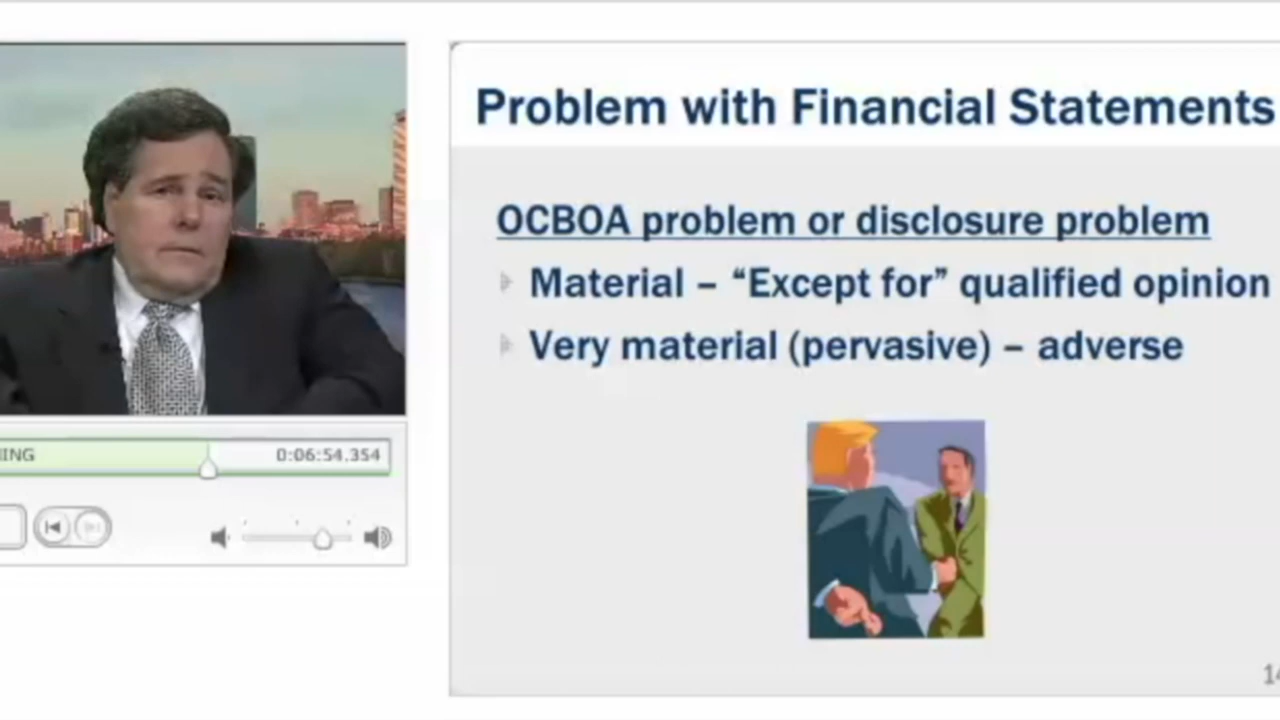 Problem with Financial Statements
OCBOA problem or disclosure problem
Material – “Except for” qualified opinion
Very material (pervasive) – adverse
ING 0:06:54.354